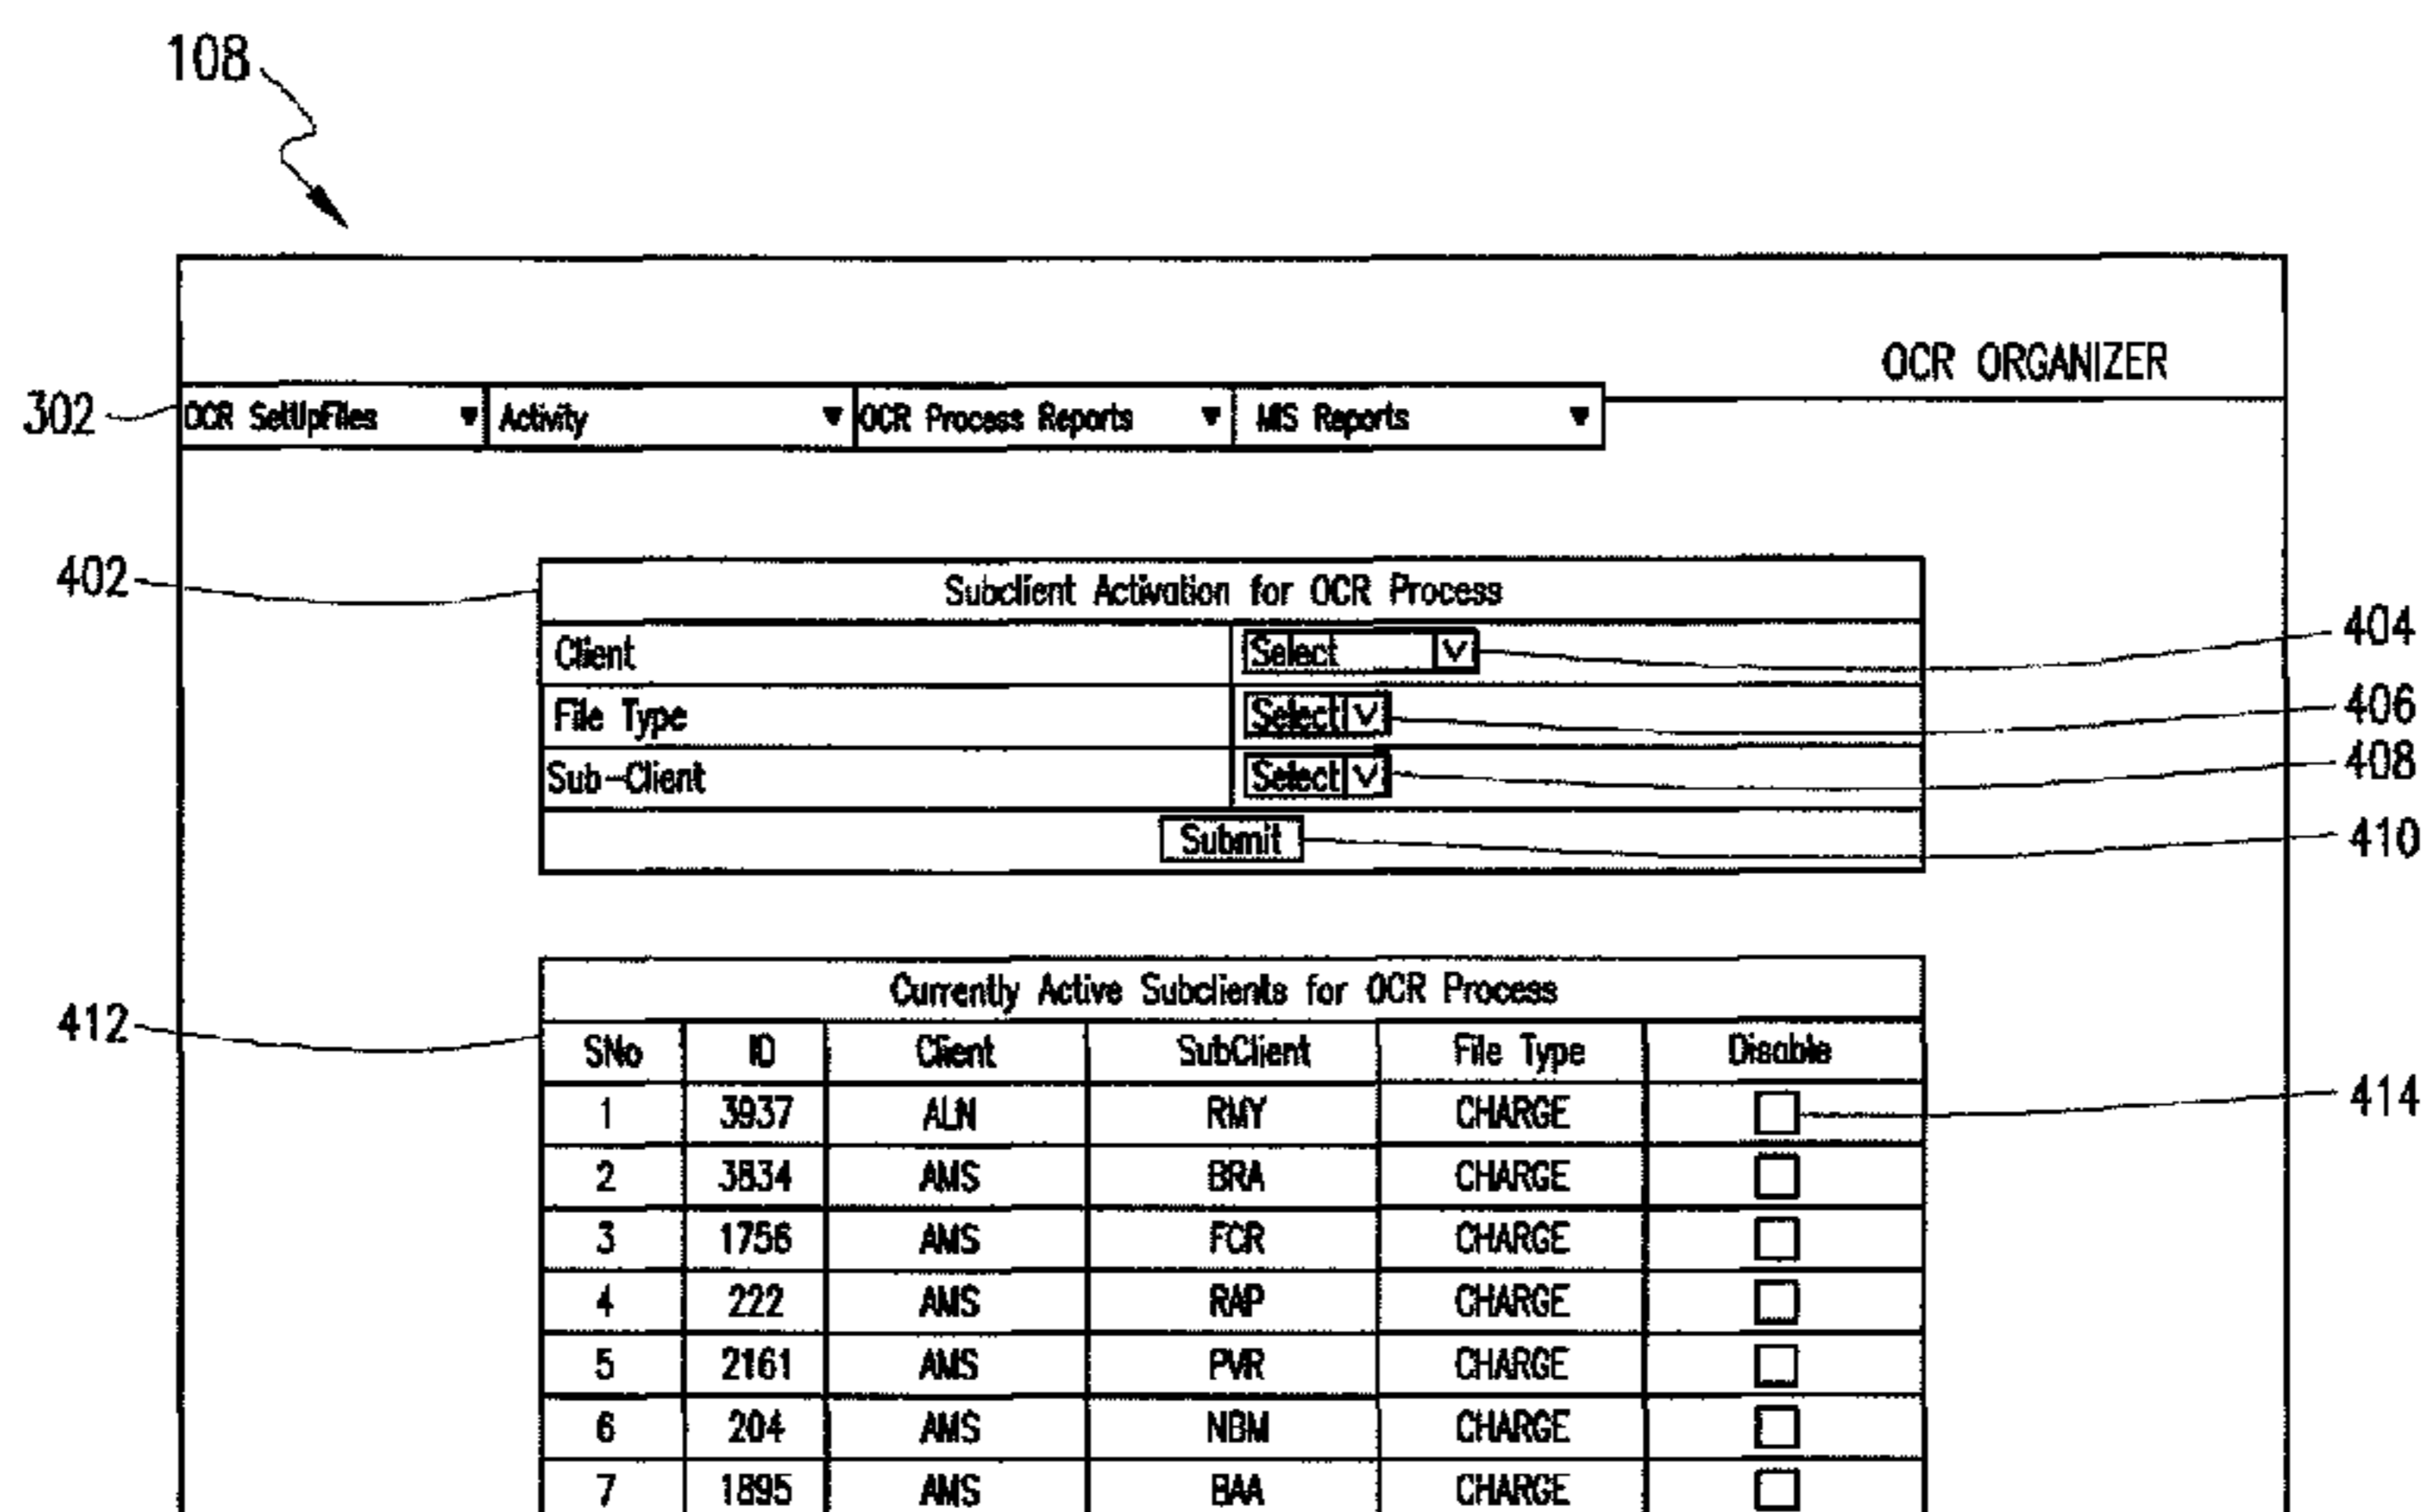 108
OCR ORGANIZER
302
OCR SetUpFiles Activity OCR Process Reports MIS Reports
402
Subclient Activation for OCR Process
Client Select V 404
File Type Select V 406
Sub-Client Select V 408
Submit 410
Currently Active Subclients for OCR Process
412
SNo ID Client SubClient File Type Disable
1 3937 ALN RMY CHARGE 414
2 3834 AMS BRA CHARGE
3 1756 AMS FCR CHARGE
4 222 AMS RAP CHARGE
5 2161 AMS PVR CHARGE
6 204 AMS NBM CHARGE
7 1895 AMS BAA CHARGE